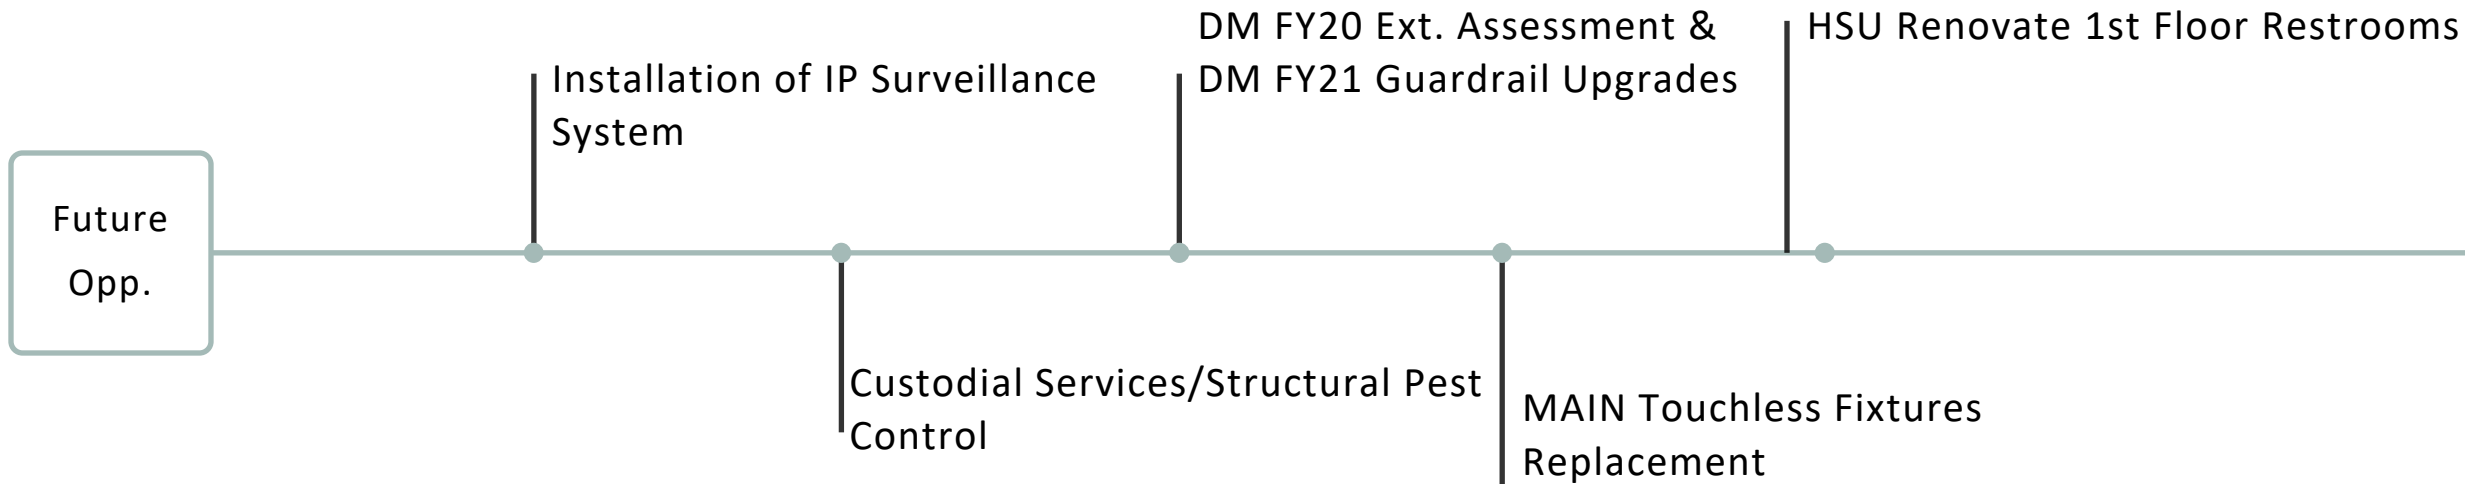 Future
Opp.
Installation of IP Surveillance
System
Custodial Services/Structural Pest
Control
DM FY20 Ext. Assessment &
DM FY21 Guardrail Upgrades
MAIN Touchless Fixtures
Replacement
HSU Renovate 1st Floor Restrooms